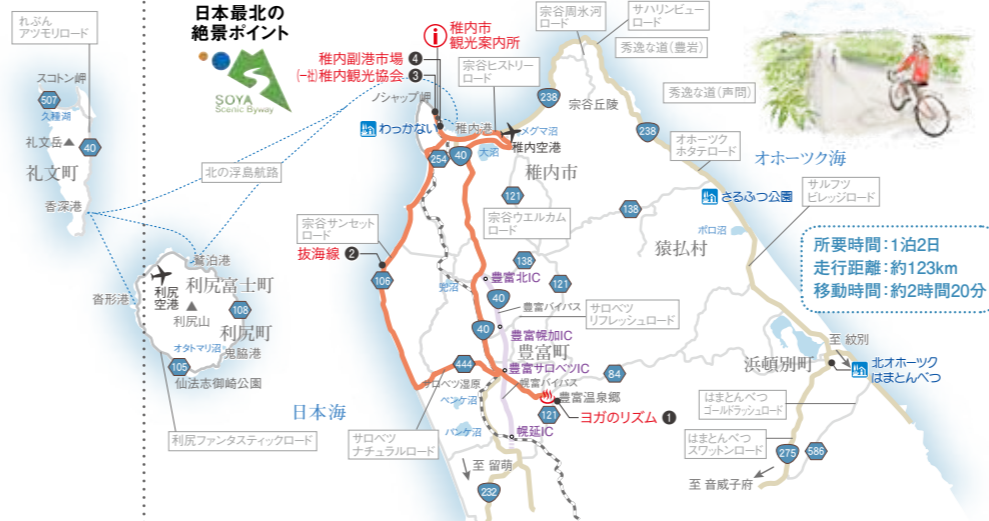 れぶん
アツモリロード
スコトン岬
507
久種湖
礼文岳
40
礼文町
香深港
日本最北の
絶景ポイント
SOYA
Scenic Byway
i
稚内市
観光案内所
稚内副港市場 4
(一社)稚内観光協会 3
ノシャップ岬
わっかない
稚内港
宗谷ヒストリー
ロード
宗谷周氷河
ロード
サハリンビュー
ロード
秀逸な道(豊岩)
秀逸な道(声問)
宗谷丘陵
238
238
メグマ沼
稚内空港
大沼
254
40
稚内市
オホーツク
ホタテロード
オホーツク海
さるふつ公園
サルフツ
ビレッジロード
ポロ沼
猿払村
121
138
宗谷ウエルカム
ロード
北の浮島航路
宗谷サンセット
ロード
抜海線 2
106
兜沼
138
豊富北IC
121
40
豊富バイパス
サロベツ
リフレッシュロード
豊富幌加IC
40
豊富町
豊富サロベツIC
444
幌富バイパス
サロベツ湿原
84
豊富温泉郷
ヨガのリズム 1
121
ペンケ沼
パンケ沼
幌延IC
至 留萌
232
サロベツ
ナチュラルロード
日本海
鴛泊港
利尻
空港
利尻富士町
沓形港
利尻山
108
利尻町
オタトマリ沼
鬼脇港
105
仙法志御崎公園
利尻ファンタスティックロード
所要時間:1泊2日
走行距離:約123km
移動時間:約2時間20分
至 紋別
浜頓別町
北オホーツク
はまとんべつ
はまとんべつ
ゴールドラッシュロード
はまとんべつ
スワットンロード
275
586
至 音威子府